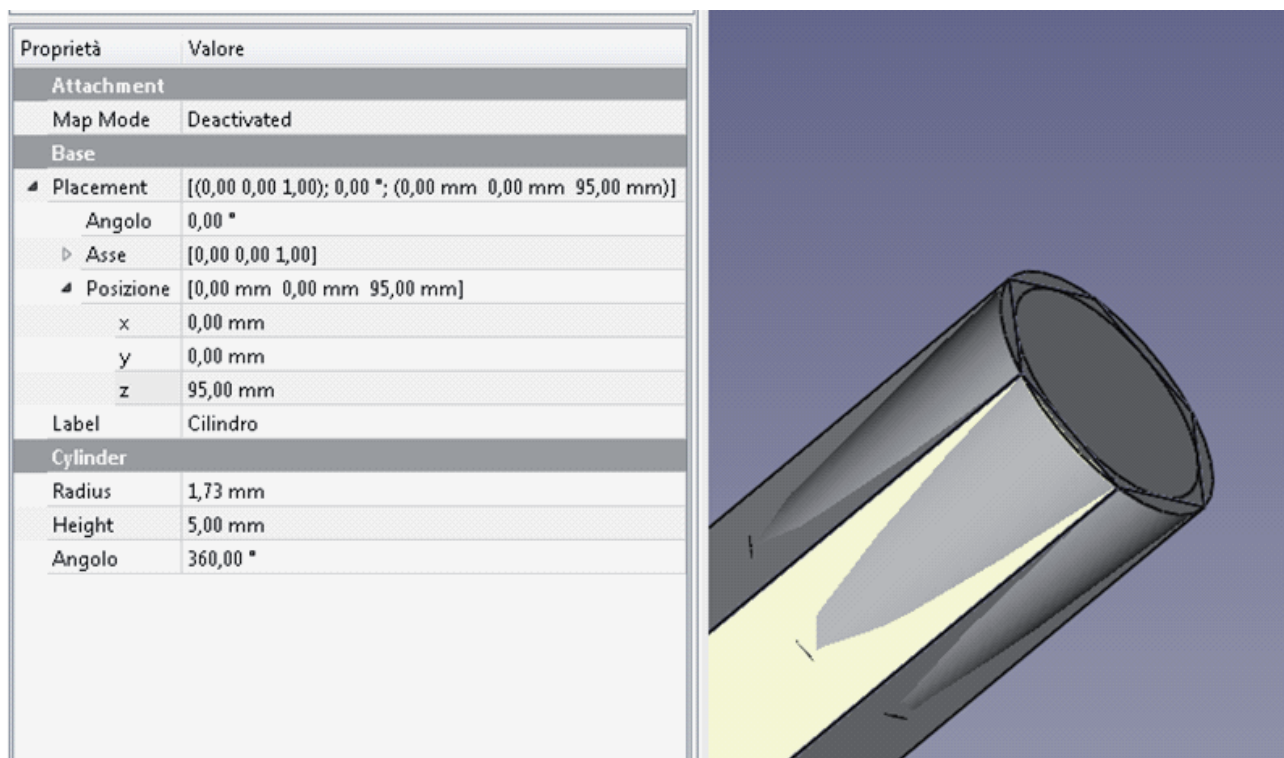 Proprietà Valore
Attachment
Map Mode Deactivated
Base
Placement [(0,00 0,00 1,00); 0,00 °; (0,00 mm 0,00 mm 95,00 mm)]
Angolo 0,00 °
Asse [0,00 0,00 1,00]
Posizione [0,00 mm 0,00 mm 95,00 mm]
x 0,00 mm
y 0,00 mm
z 95,00 mm
Label Cilindro
Cylinder
Radius 1,73 mm
Height 5,00 mm
Angolo 360,00 °